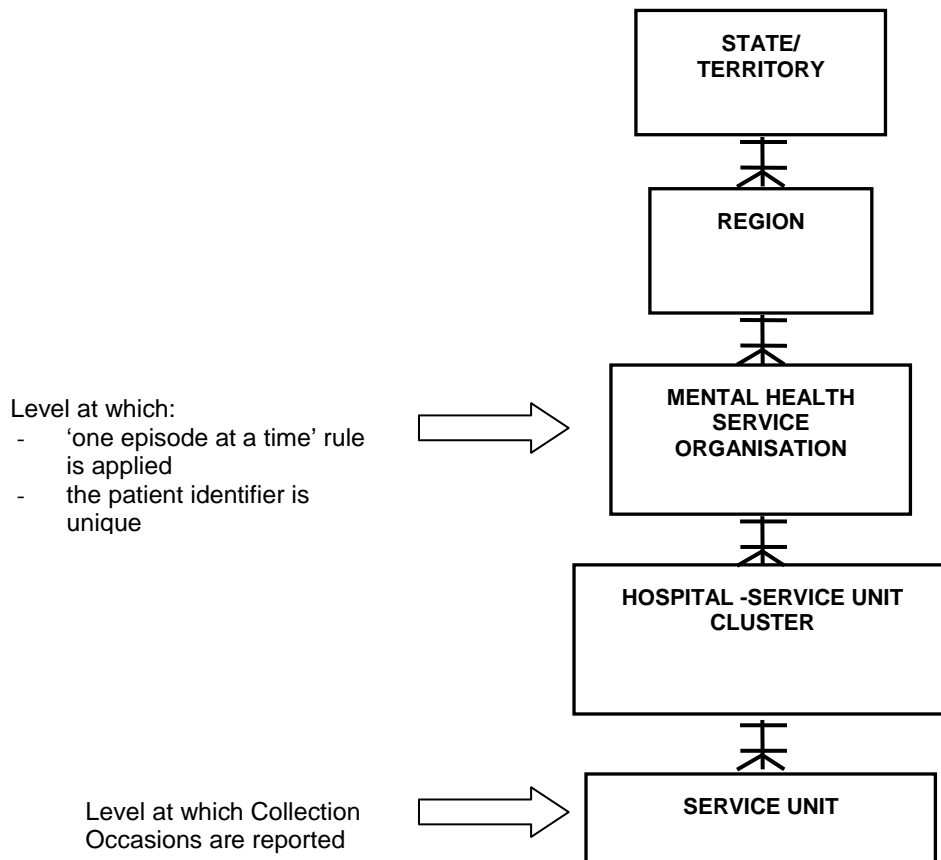 STATE/
TERRITORY
REGION
MENTAL HEALTH
SERVICE
ORGANISATION
Level at which:
- ‘one episode at a time’ rule
is applied
- the patient identifier is
unique
HOSPITAL -SERVICE UNIT
CLUSTER
SERVICE UNIT
Level at which Collection
Occasions are reported